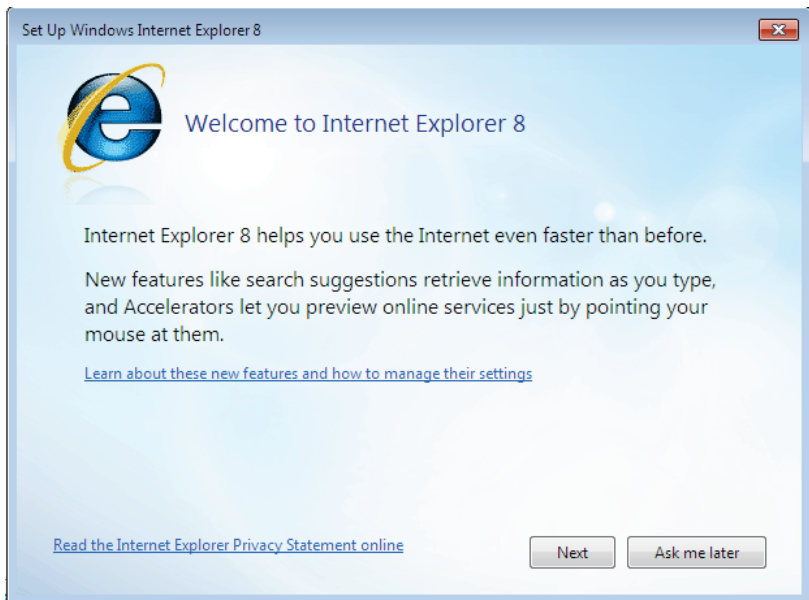 Set Up Windows Internet Explorer 8
Welcome to Internet Explorer 8
Internet Explorer 8 helps you use the Internet even faster than before.
New features like search suggestions retrieve information as you type,
and Accelerators let you preview online services just by pointing your
mouse at them.
Learn about these new features and how to manage their settings
Read the Internet Explorer Privacy Statement online
Next
Ask me later